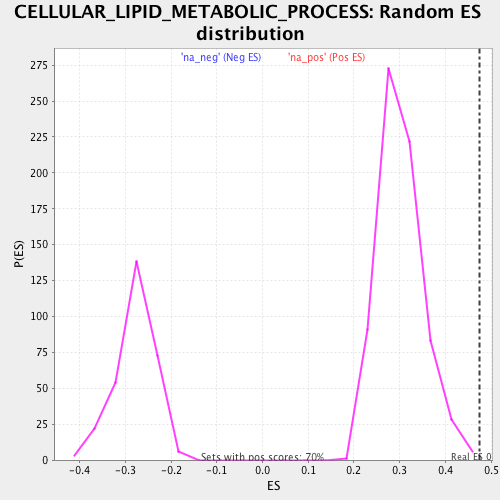 CELLULAR_LIPID_METABOLIC_PROCESS: Random ES
distribution
'na_neg' (Neg ES) 'na_pos' (Pos ES)
P(ES)
275
250
225
200
175
150
125
100
75
50
25
0
Sets with pos scores: 70%
Real ES 0
-0.4 -0.3 -0.2 -0.1 0.0 0.1 0.2 0.3 0.4 0.5
ES